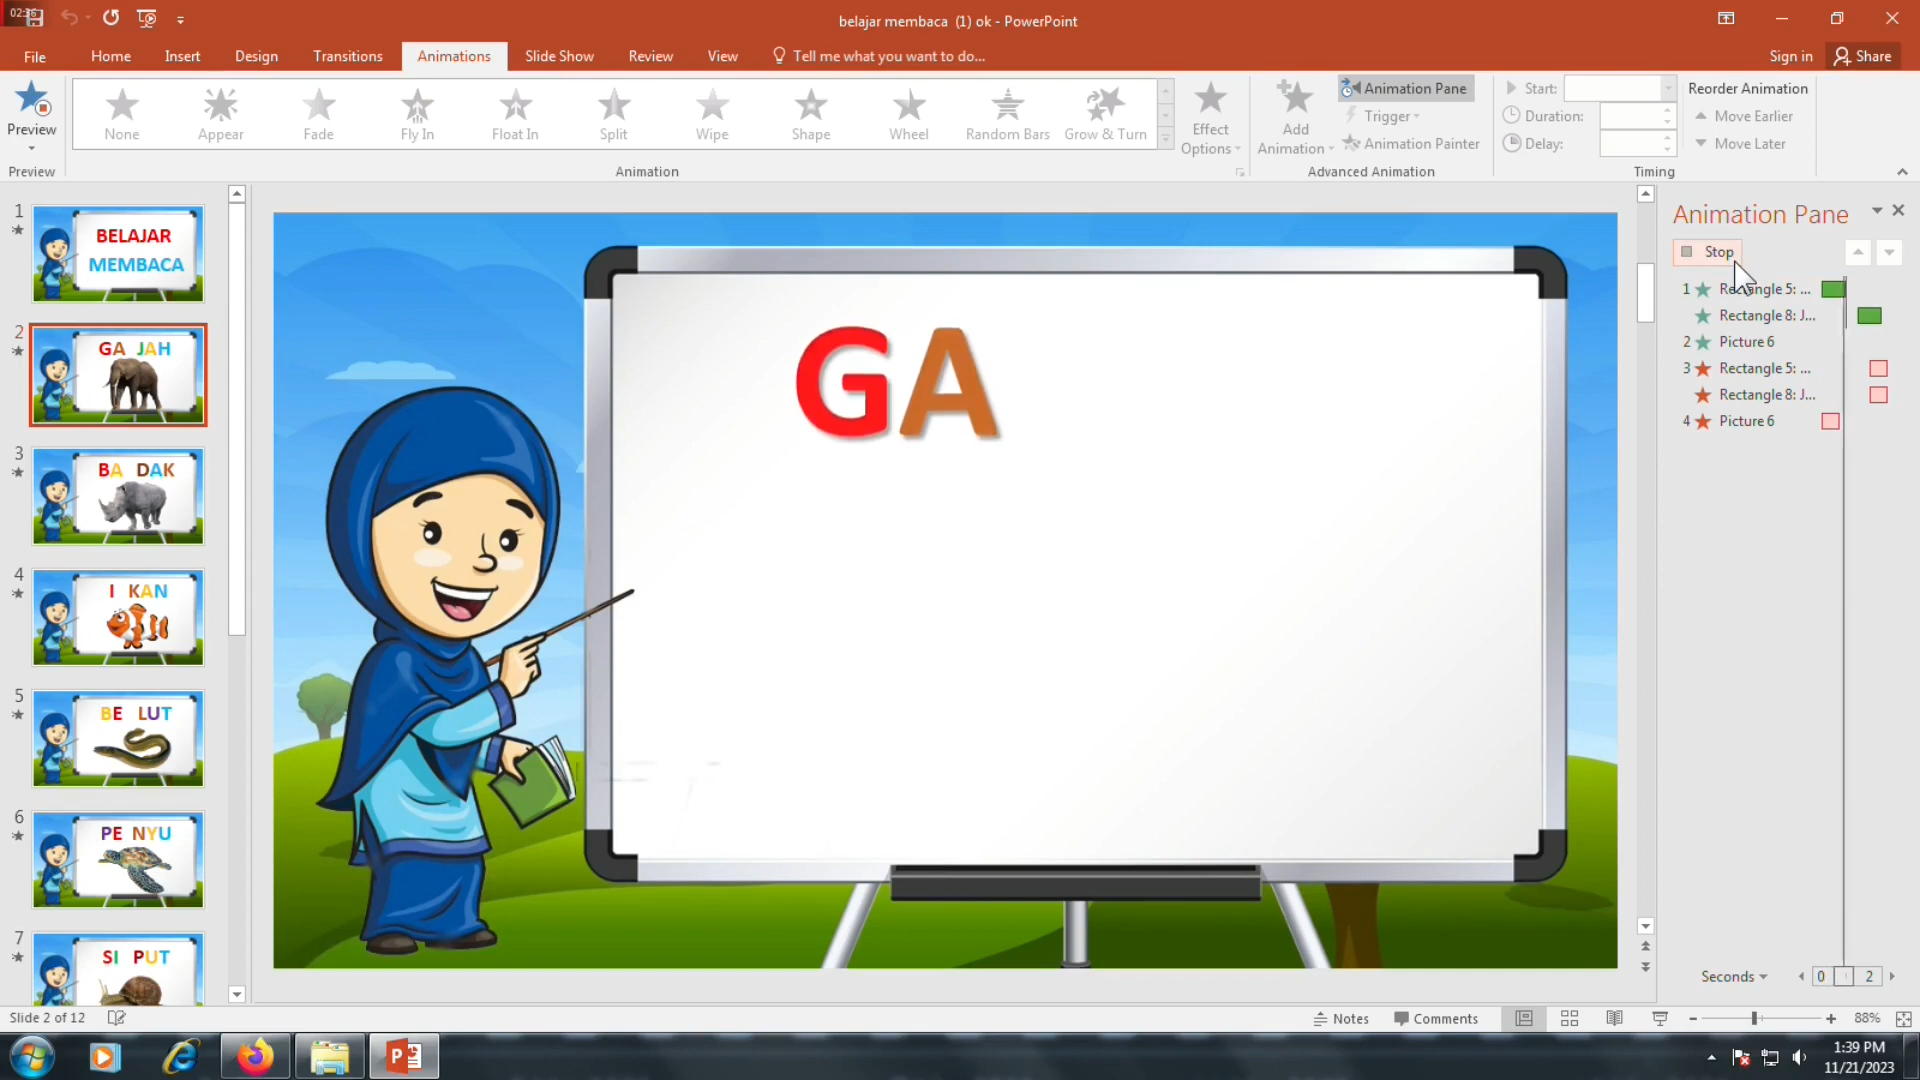 02:36
belajar membaca (1) ok - PowerPoint
File Home Insert Design Transitions Animations Slide Show Review View Tell me what you want to do... Sign in Share
Preview
None Appear Fade Fly In Float In Split Wipe Shape Wheel Random Bars Grow & Turn
Effect Options
Add Animation
Animation Pane
Trigger
Animation Painter
Start:
Duration:
Delay:
Reorder Animation
Move Earlier
Move Later
Preview Animation Advanced Animation Timing
1
BELAJAR
MEMBACA
2
GA JAH
3
BA DAK
4
I KAN
5
BE LUT
6
PE NYU
7
SI PUT
GA
Animation Pane
Stop
1 Rectangle 5: ...
Rectangle 8: J...
2 Picture 6
3 Rectangle 5: ...
Rectangle 8: J...
4 Picture 6
Seconds 0 2
Slide 2 of 12 Notes Comments 88%
1:39 PM
11/21/2023